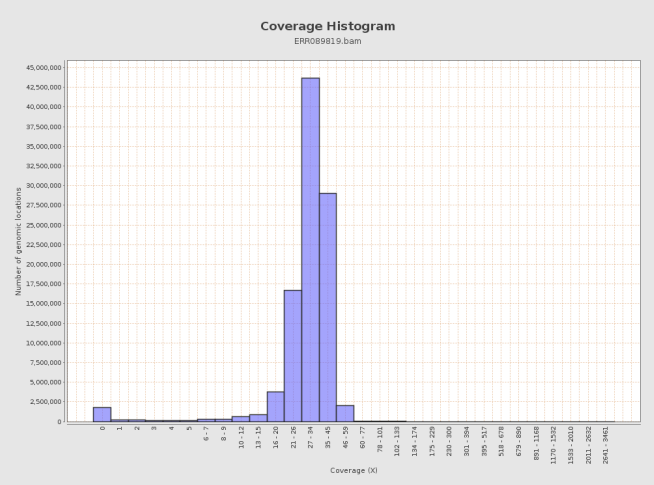 Coverage Histogram
ERR089819.bam
Number of genomic locations
45,000,000
42,500,000
40,000,000
37,500,000
35,000,000
32,500,000
30,000,000
27,500,000
25,000,000
22,500,000
20,000,000
17,500,000
15,000,000
12,500,000
10,000,000
7,500,000
5,000,000
2,500,000
0
0
1
2
3
4
5
6 - 7
8 - 9
10 - 12
13 - 15
16 - 20
21 - 26
27 - 34
35 - 45
46 - 59
60 - 77
78 - 101
102 - 133
134 - 174
175 - 229
230 - 300
301 - 394
395 - 517
518 - 678
679 - 890
891 - 1168
1170 - 1532
1533 - 2010
2011 - 2632
2641 - 3461
Coverage (X)